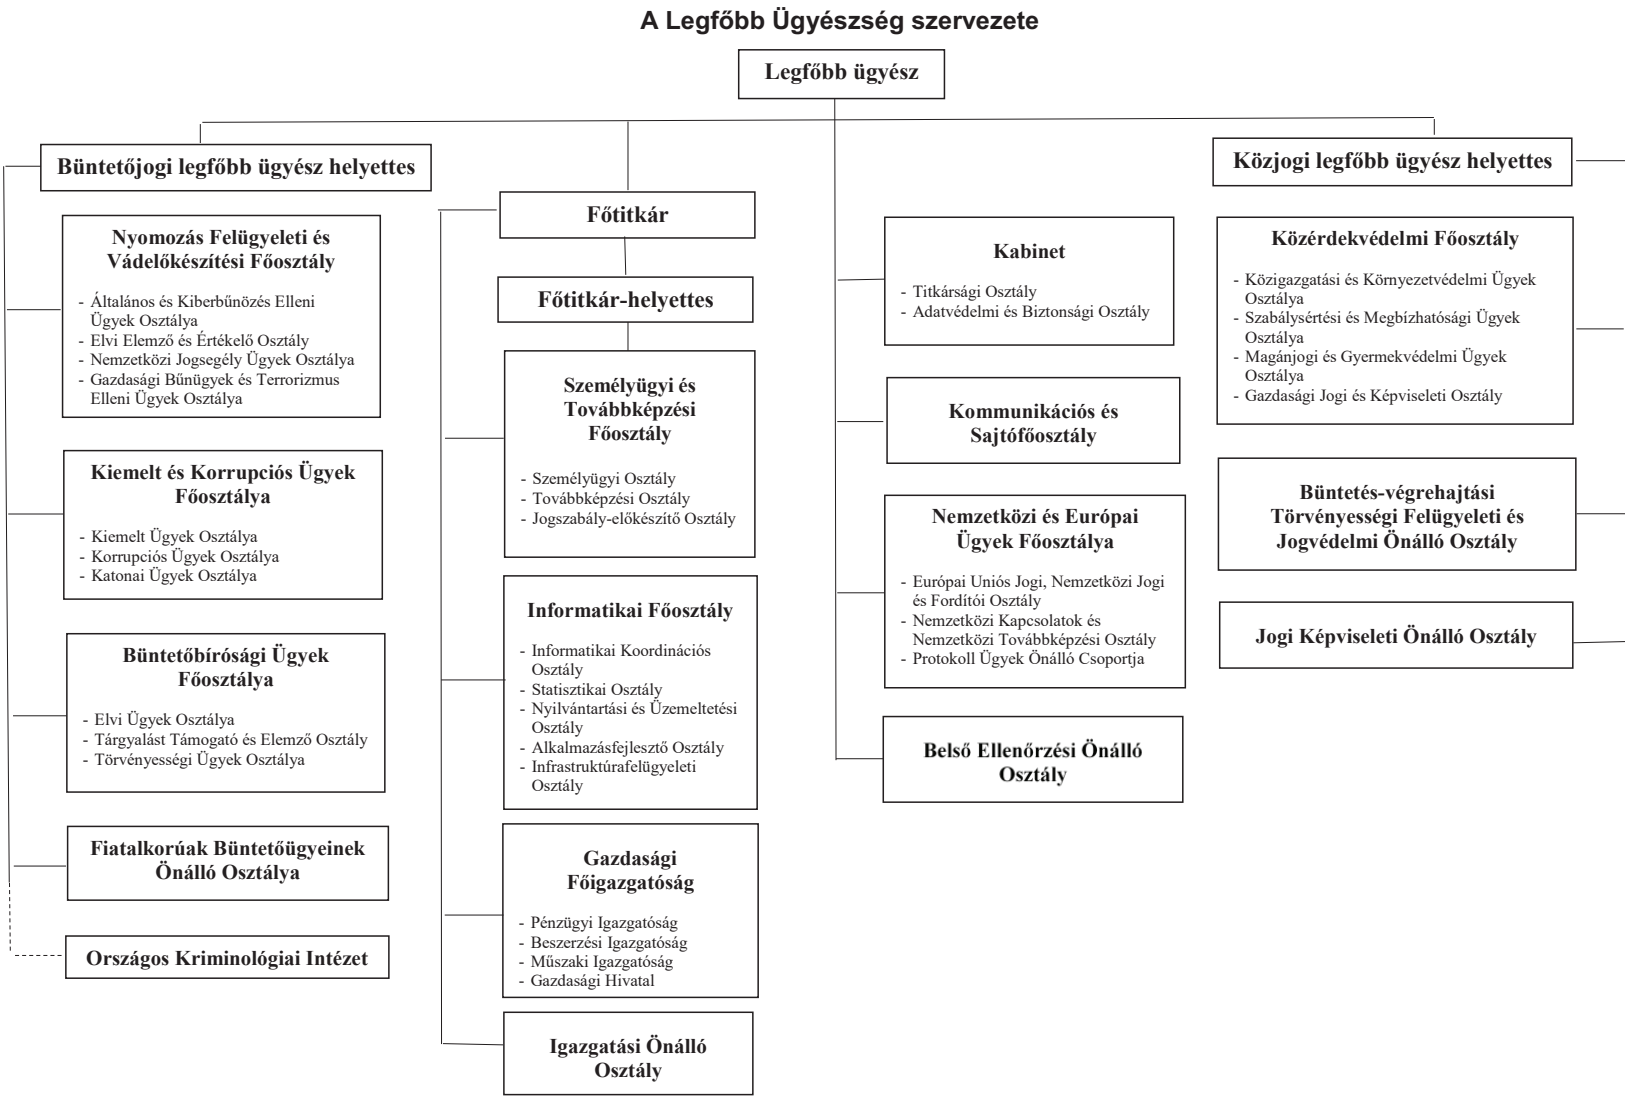 A Legfőbb Ügyészség szervezete
Legfőbb ügyész
Büntetőjogi legfőbb ügyész helyettes
Nyomozás Felügyeleti és
Vádelőkészítési Főosztály
- Általános és Kiberbűnözés Elleni
Ügyek Osztálya
- Elvi Elemző és Értékelő Osztály
- Nemzetközi Jogsegély Ügyek Osztálya
- Gazdasági Bűnügyek és Terrorizmus
Elleni Ügyek Osztálya
Kiemelt és Korrupciós Ügyek
Főosztálya
- Kiemelt Ügyek Osztálya
- Korrupciós Ügyek Osztálya
- Katonai Ügyek Osztálya
Büntetőbírósági Ügyek
Főosztálya
- Elvi Ügyek Osztálya
- Tárgyalást Támogató és Elemző Osztály
- Törvényességi Ügyek Osztálya
Fiatalkorúak Büntetőügyeinek
Önálló Osztálya
Országos Kriminológiai Intézet
Főtitkár
Főtitkár-helyettes
Személyügyi és
Továbbképzési
Főosztály
- Személyügyi Osztály
- Továbbképzési Osztály
- Jogszabály-előkészítő Osztály
Informatikai Főosztály
- Informatikai Koordinációs
Osztály
- Statisztikai Osztály
- Nyilvántartási és Üzemeltetési
Osztály
- Alkalmazásfejlesztő Osztály
- Infrastruktúrafelügyeleti
Osztály
Gazdasági
Főigazgatóság
- Pénzügyi Igazgatóság
- Beszerzési Igazgatóság
- Műszaki Igazgatóság
- Gazdasági Hivatal
Igazgatási Önálló
Osztály
Kabinet
- Titkársági Osztály
- Adatvédelmi és Biztonsági Osztály
Kommunikációs és
Sajtófőosztály
Nemzetközi és Európai
Ügyek Főosztálya
- Európai Uniós Jogi, Nemzetközi Jogi
és Fordítói Osztály
- Nemzetközi Kapcsolatok és
Nemzetközi Továbbképzési Osztály
- Protokoll Ügyek Önálló Csoportja
Belső Ellenőrzési Önálló
Osztály
Közjogi legfőbb ügyész helyettes
Közérdekvédelmi Főosztály
- Közigazgatási és Környezetvédelmi Ügyek
Osztálya
- Szabálysértési és Megbízhatósági Ügyek
Osztálya
- Magánjogi és Gyermekvédelmi Ügyek
Osztálya
- Gazdasági Jogi és Képviseleti Osztály
Büntetés-végrehajtási
Törvényességi Felügyeleti és
Jogvédelmi Önálló Osztály
Jogi Képviseleti Önálló Osztály